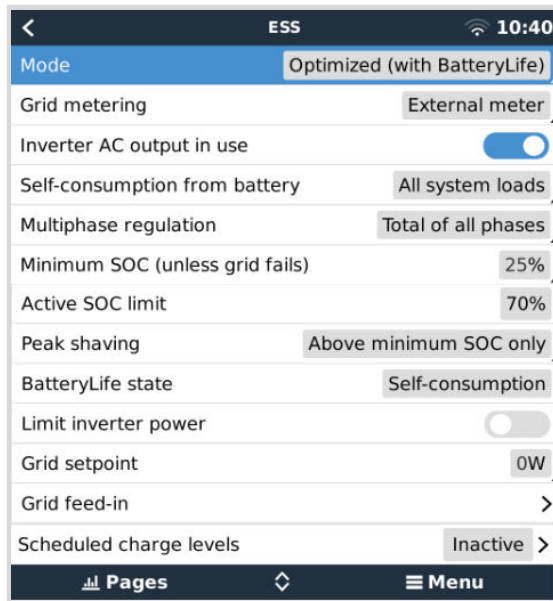 ESS 10:40
Mode Optimized (with BatteryLife)
Grid metering External meter
Inverter AC output in use
Self-consumption from battery All system loads
Multiphase regulation Total of all phases
Minimum SOC (unless grid fails) 25%
Active SOC limit 70%
Peak shaving Above minimum SOC only
BatteryLife state Self-consumption
Limit inverter power
Grid setpoint 0W
Grid feed-in
Scheduled charge levels Inactive
Pages Menu